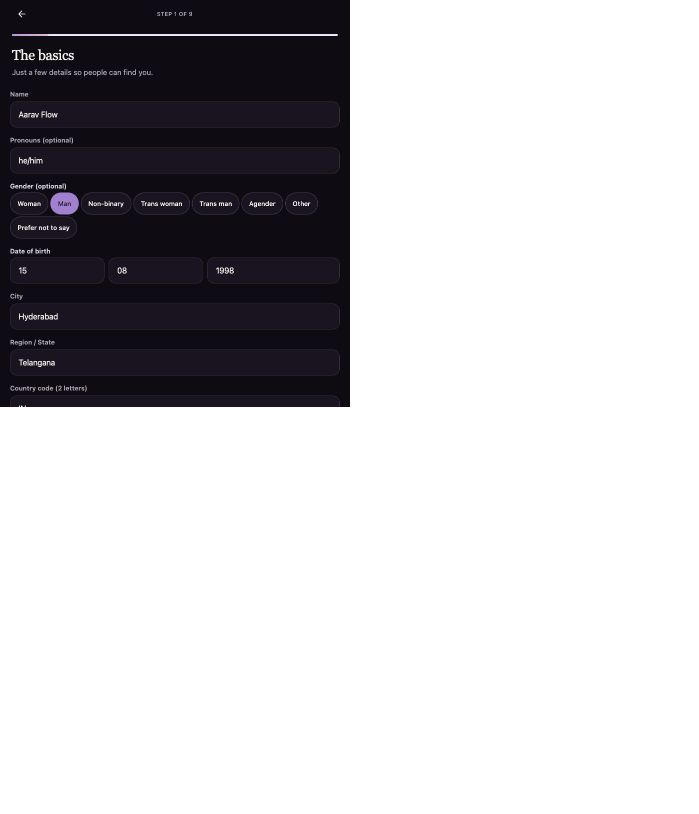 STEP 1 OF 9
The basics
Just a few details so people can find you.
Name
Aarav Flow
Pronouns (optional)
he/him
Gender (optional)
Woman Man Non-binary Trans woman Trans man Agender Other
Prefer not to say
Date of birth
15 08 1998
City
Hyderabad
Region / State
Telangana
Country code (2 letters)